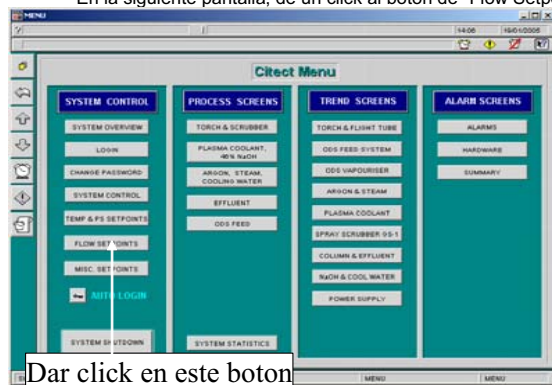 En la siguiente pantalla, de un click al botón de "Flow Setpo
MENU
14:06
19/01/2005
Citect Menu
SYSTEM CONTROL
SYSTEM OVERVIEW
LOGIN
CHANGE PASSWORD
SYSTEM CONTROL
TEMP & PS SETPOINTS
FLOW SETPOINTS
MISC. SETPOINTS
AUTO LOGIN
SYSTEM SHUTDOWN
PROCESS SCREENS
TORCH & SCRUBBER
PLASMA COOLANT,
40% NaOH
ARGON, STEAM,
COOLING WATER
EFFLUENT
ODS FEED
SYSTEM STATISTICS
TREND SCREENS
TORCH & FLIGHT TUBE
ODS FEED SYSTEM
ODS VAPOURISER
ARGON & STEAM
PLASMA COOLANT
SPRAY SCRUBBER 9S-1
COLUMN & EFFLUENT
NaOH & COOL WATER
POWER SUPPLY
ALARM SCREENS
ALARMS
HARDWARE
SUMMARY
Dar click en este boton
MENU
MENU